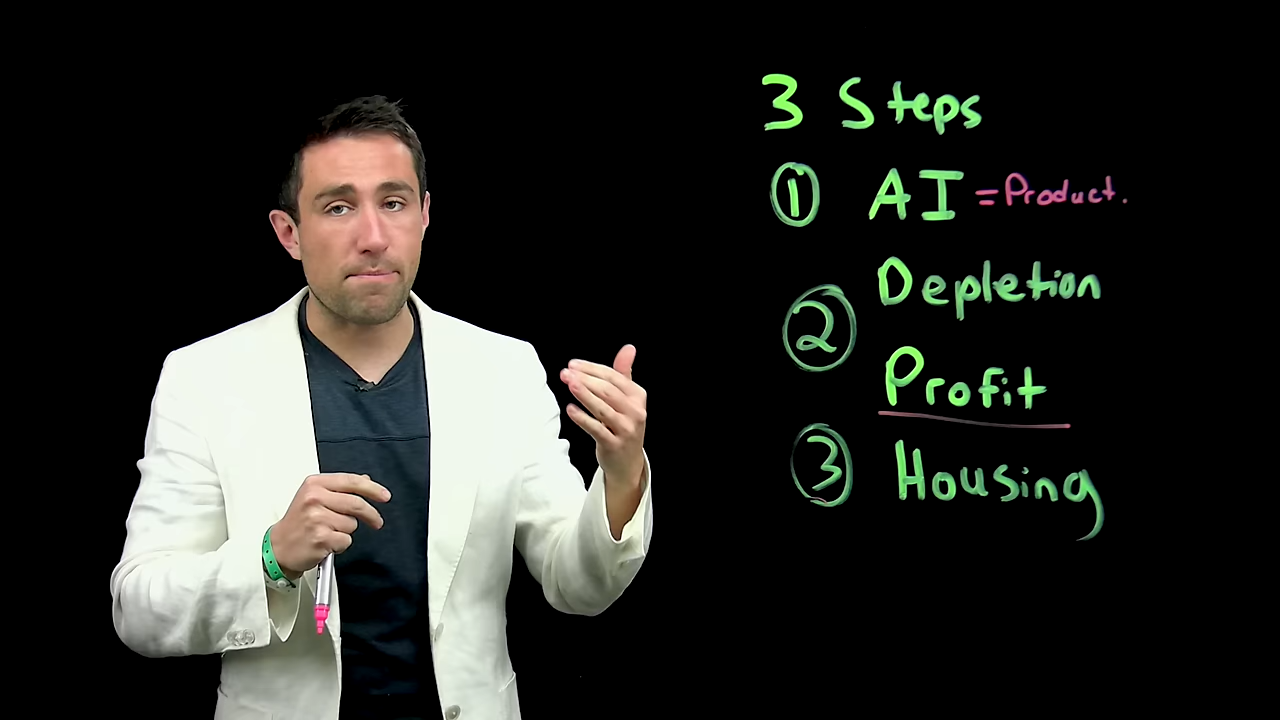 3 Steps
① AI = Product.
② Depletion
Profit
③ Housing